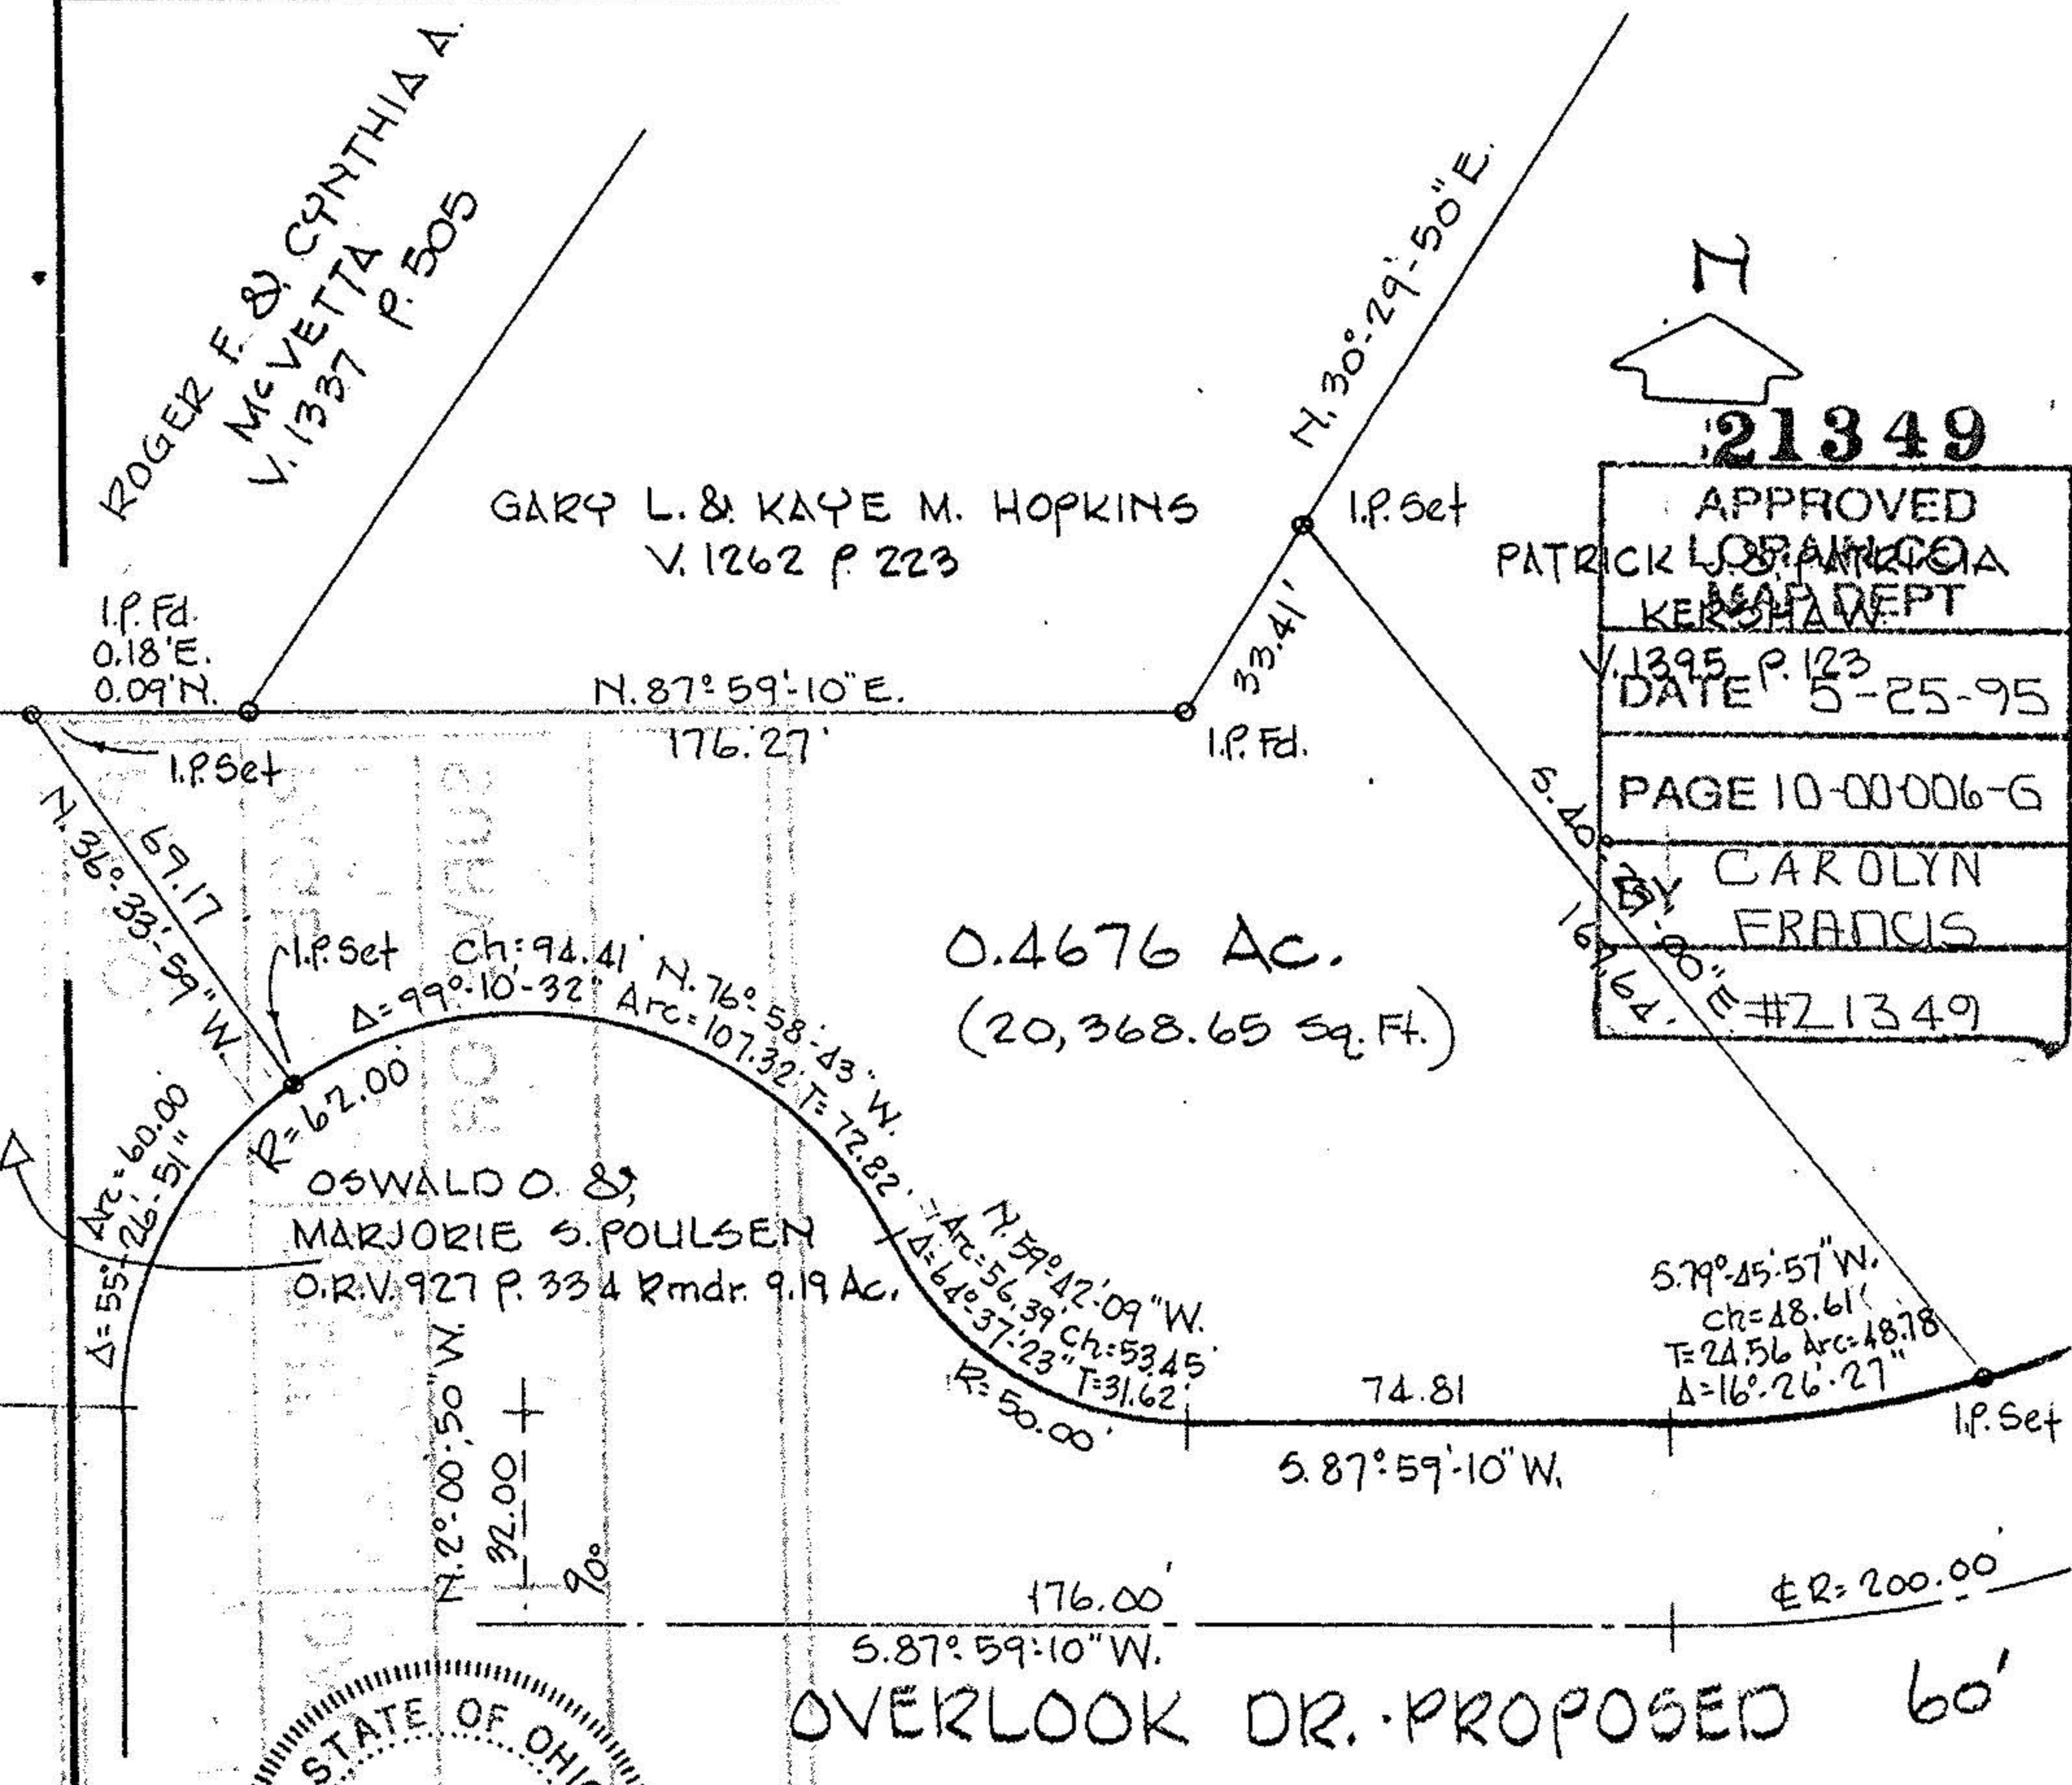 ROGER F. & CYNTHIA A.
McVETTA
V. 1337 P. 505
N. 30°-29'-50" E.
N
21349
GARY L. & KAYE M. HOPKINS
V. 1262 P. 223
I.P. Set
APPROVED
LORAIN CO
MAP DEPT
PATRICK J. & PATRICIA
KERSHAW
V. 1395 P. 123
DATE 5-25-95
PAGE 10-00-006-G
BY CAROLYN
FRANCIS
#21349
I.P. Fd.
0.18'E.
0.09'N.
N. 87°59'-10" E.
176.27'
33.41'
I.P. Fd.
I.P. Set
69.17
N. 36°-33'-59" W.
S. 40°
-00" E.
167.64'
I.P. Set
Ch = 94.41' N. 76°-58'-43" W.
Δ = 99°-10'-32" Arc = 107.32' T = 72.82'
R = 62.00'
0.4676 Ac.
(20,368.65 Sq. Ft.)
Arc = 60.00
Δ = 55°-26'-51"
OSWALD O. &
MARJORIE S. POULSEN
O.R.V. 927 P. 334 Rmdr. 9.19 Ac.
N. 59°-42'-09" W.
Arc = 56.39' Ch = 53.45'
Δ = 64°-37'-23" T = 31.62'
R = 50.00'
S. 79°-45'-57" W.
Ch = 48.61'
T = 24.56 Arc = 48.78
Δ = 16°-26'-27"
I.P. Set
74.81
S. 87°-59'-10" W.
N. 2°-00'-50" W.
32.00
90°
176.00'
S. 87°-59'-10" W.
℄ R = 200.00'
OVERLOOK DR. - PROPOSED 60'
STATE OF OHIO